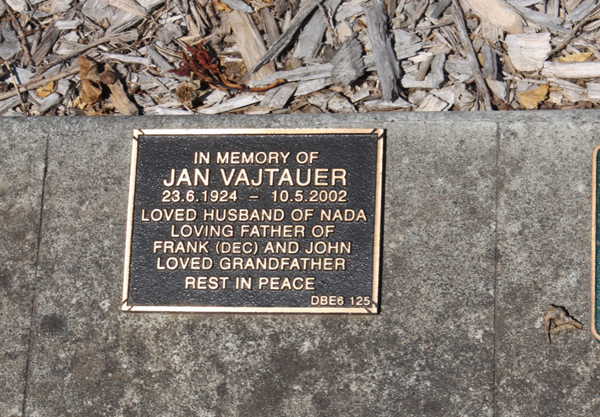 IN MEMORY OF
JAN VAJTAUER
23.6.1924 - 10.5.2002
LOVED HUSBAND OF NADA
LOVING FATHER OF
FRANK (DEC) AND JOHN
LOVED GRANDFATHER
REST IN PEACE
DBE6 125